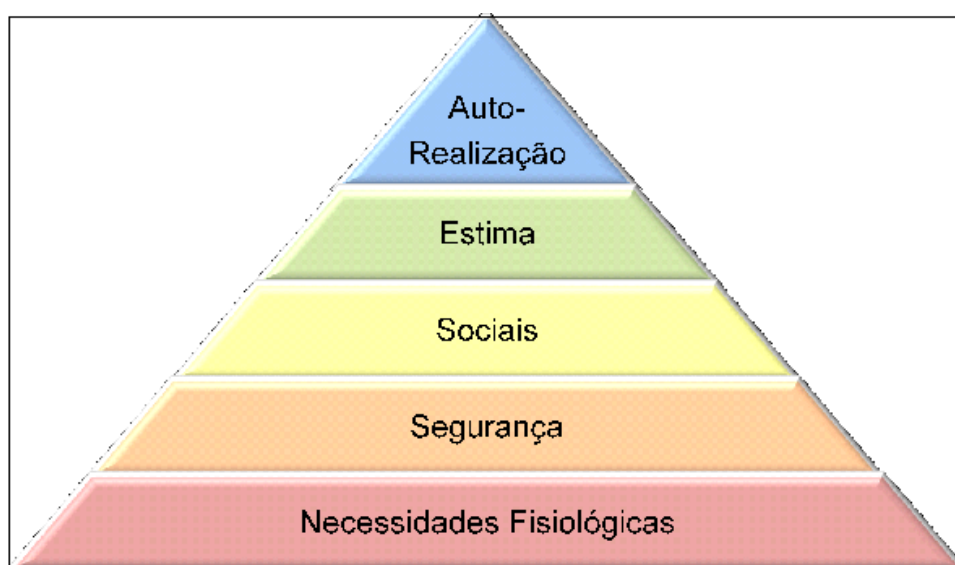 Auto-
Realização
Estima
Sociais
Segurança
Necessidades Fisiológicas